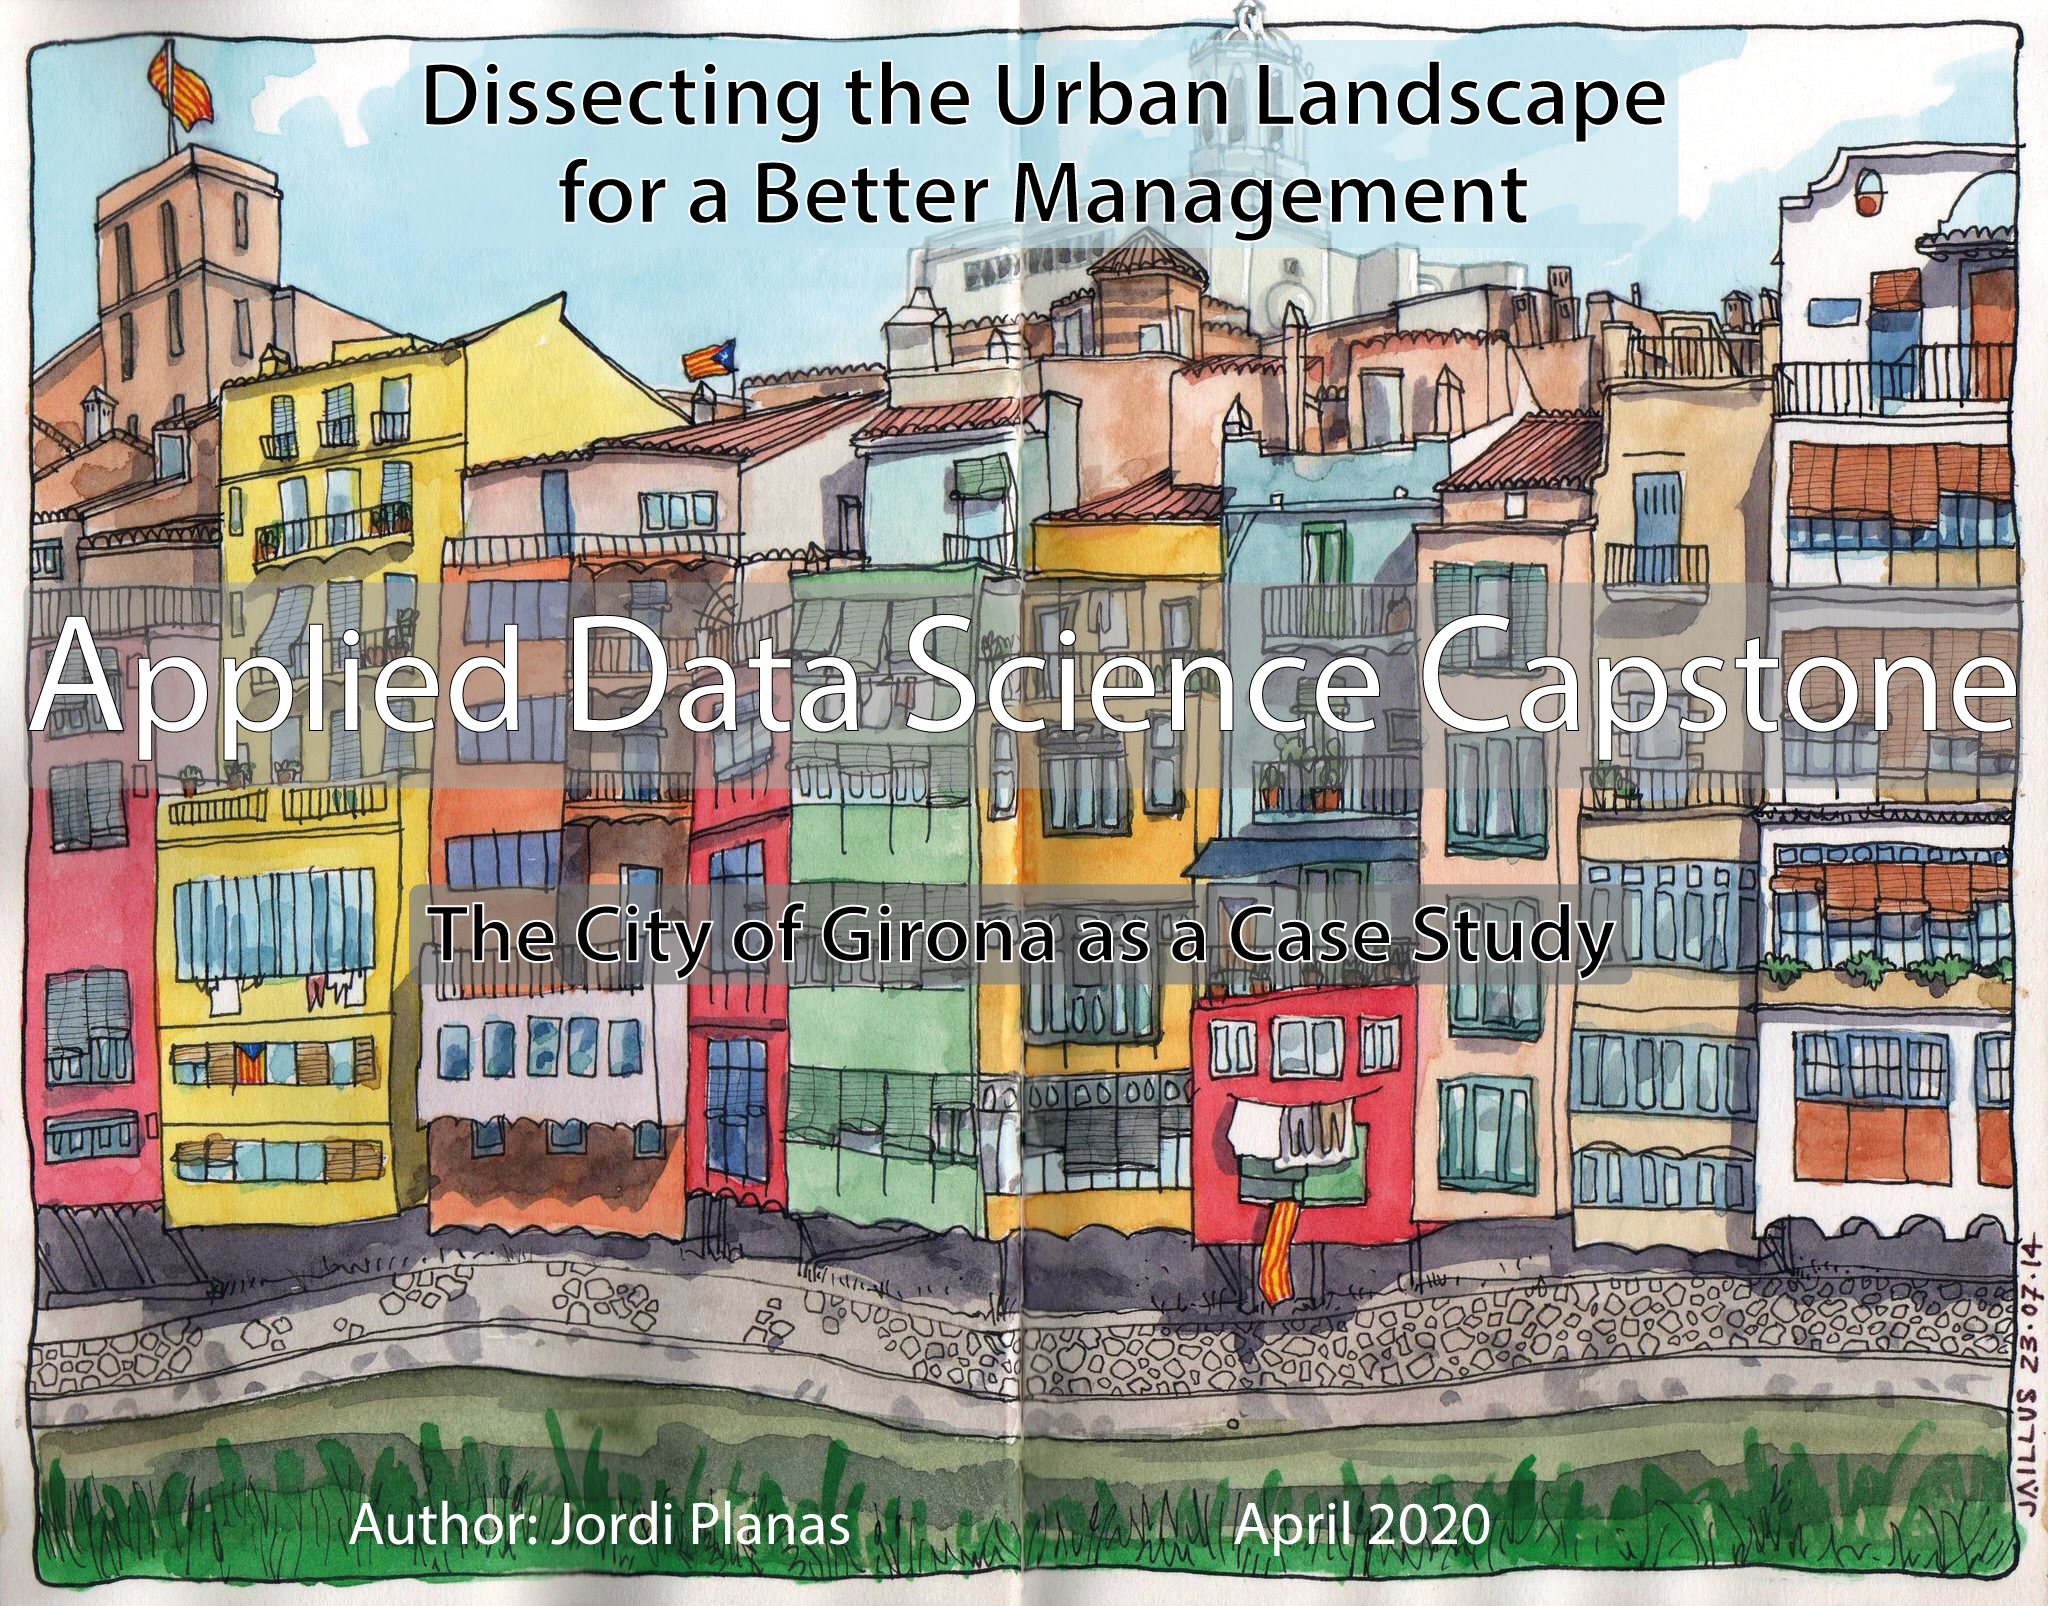 Dissecting the Urban Landscape
for a Better Management
Applied Data Science Capstone
The City of Girona as a Case Study
Author: Jordi Planas
April 2020
JAILLUS 23.07.14